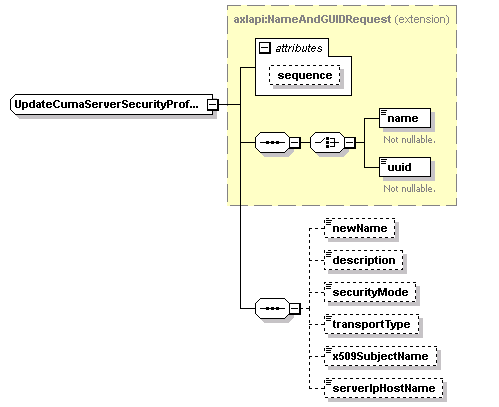 axlapi:NameAndGUIDRequest (extension)
attributes
sequence
UpdateCumaServerSecurityProf...
name
Not nullable.
uuid
Not nullable.
newName
description
securityMode
transportType
x509SubjectName
serverIpHostName